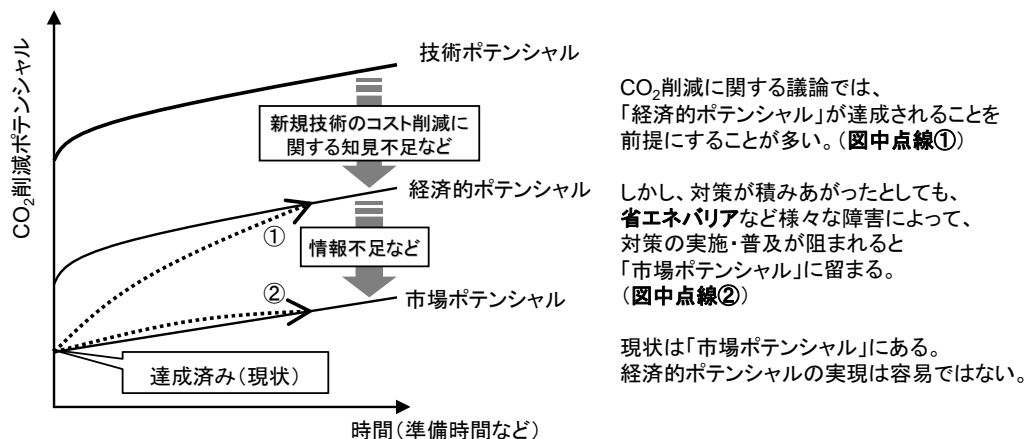 CO₂削減ポテンシャル
技術ポテンシャル
新規技術のコスト削減に
関する知見不足など
経済的ポテンシャル
①
情報不足など
②
市場ポテンシャル
達成済み(現状)
時間(準備時間など)
CO₂削減に関する議論では、
「経済的ポテンシャル」が達成されることを
前提にすることが多い。(図中点線①)
しかし、対策が積みあがったとしても、
省エネバリアなど様々な障害によって、
対策の実施・普及が阻まれると
「市場ポテンシャル」に留まる。
(図中点線②)
現状は「市場ポテンシャル」にある。
経済的ポテンシャルの実現は容易ではない。